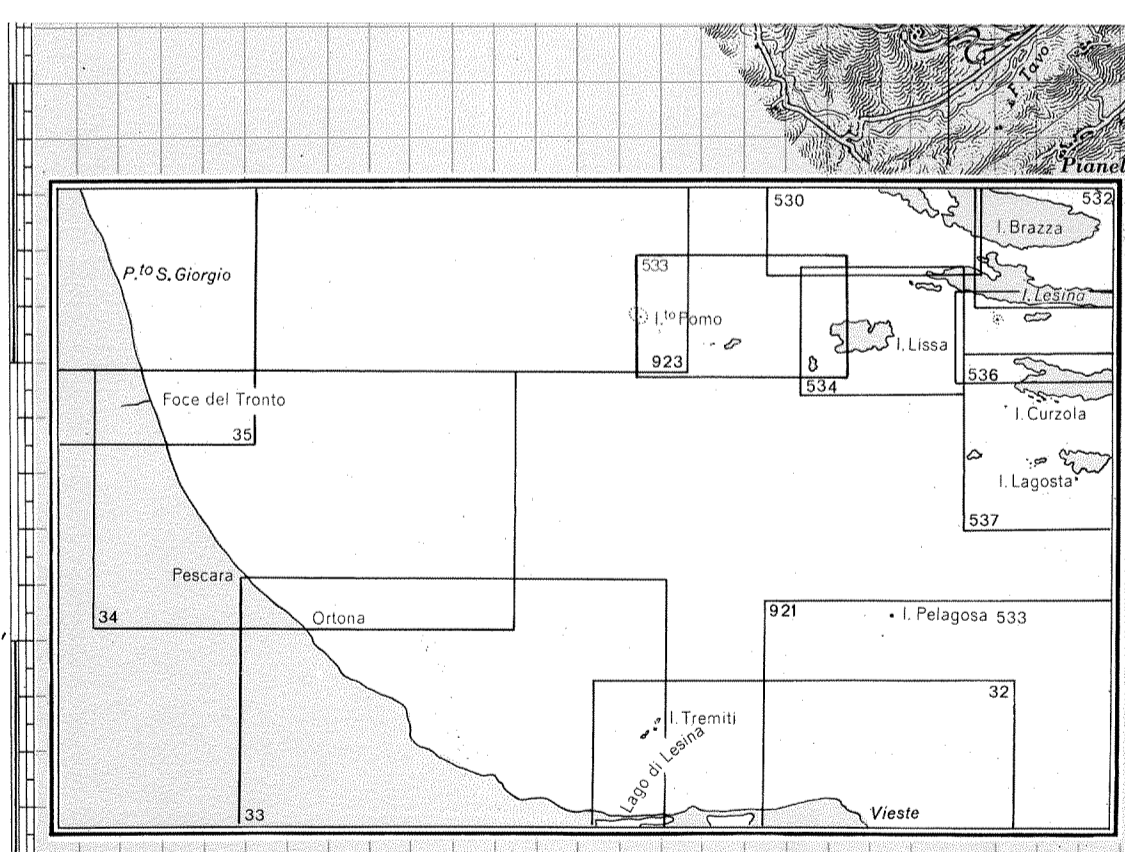 F. Tavo
Pianel
530
532
I. Brazza
P.to S. Giorgio
533
I. Lesina
I.to Pomo
I. Lissa
923
534
536
Foce del Tronto
I. Curzola
35
I. Lagosta
537
Pescara
34
Ortona
921
I. Pelagosa 533
32
I. Tremiti
Lago di Lesina
33
Vieste